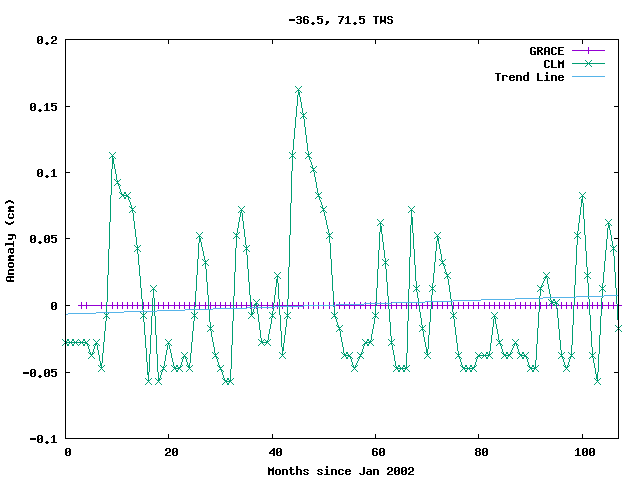 -36.5, 71.5 TWS
GRACE
CLM
Trend Line
0.2
0.15
0.1
0.05
0
-0.05
-0.1
Anomaly (cm)
0 20 40 60 80 100
Months since Jan 2002